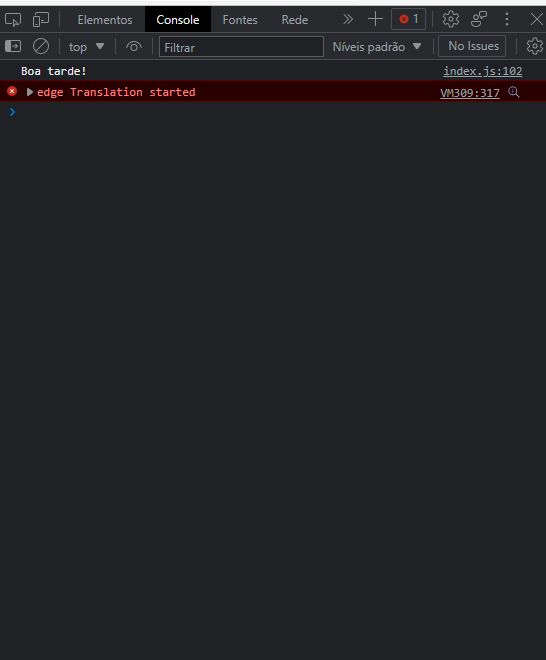 Elementos Console Fontes Rede 1
top Filtrar Níveis padrão No Issues
Boa tarde! index.js:102
edge Translation started VM309:317